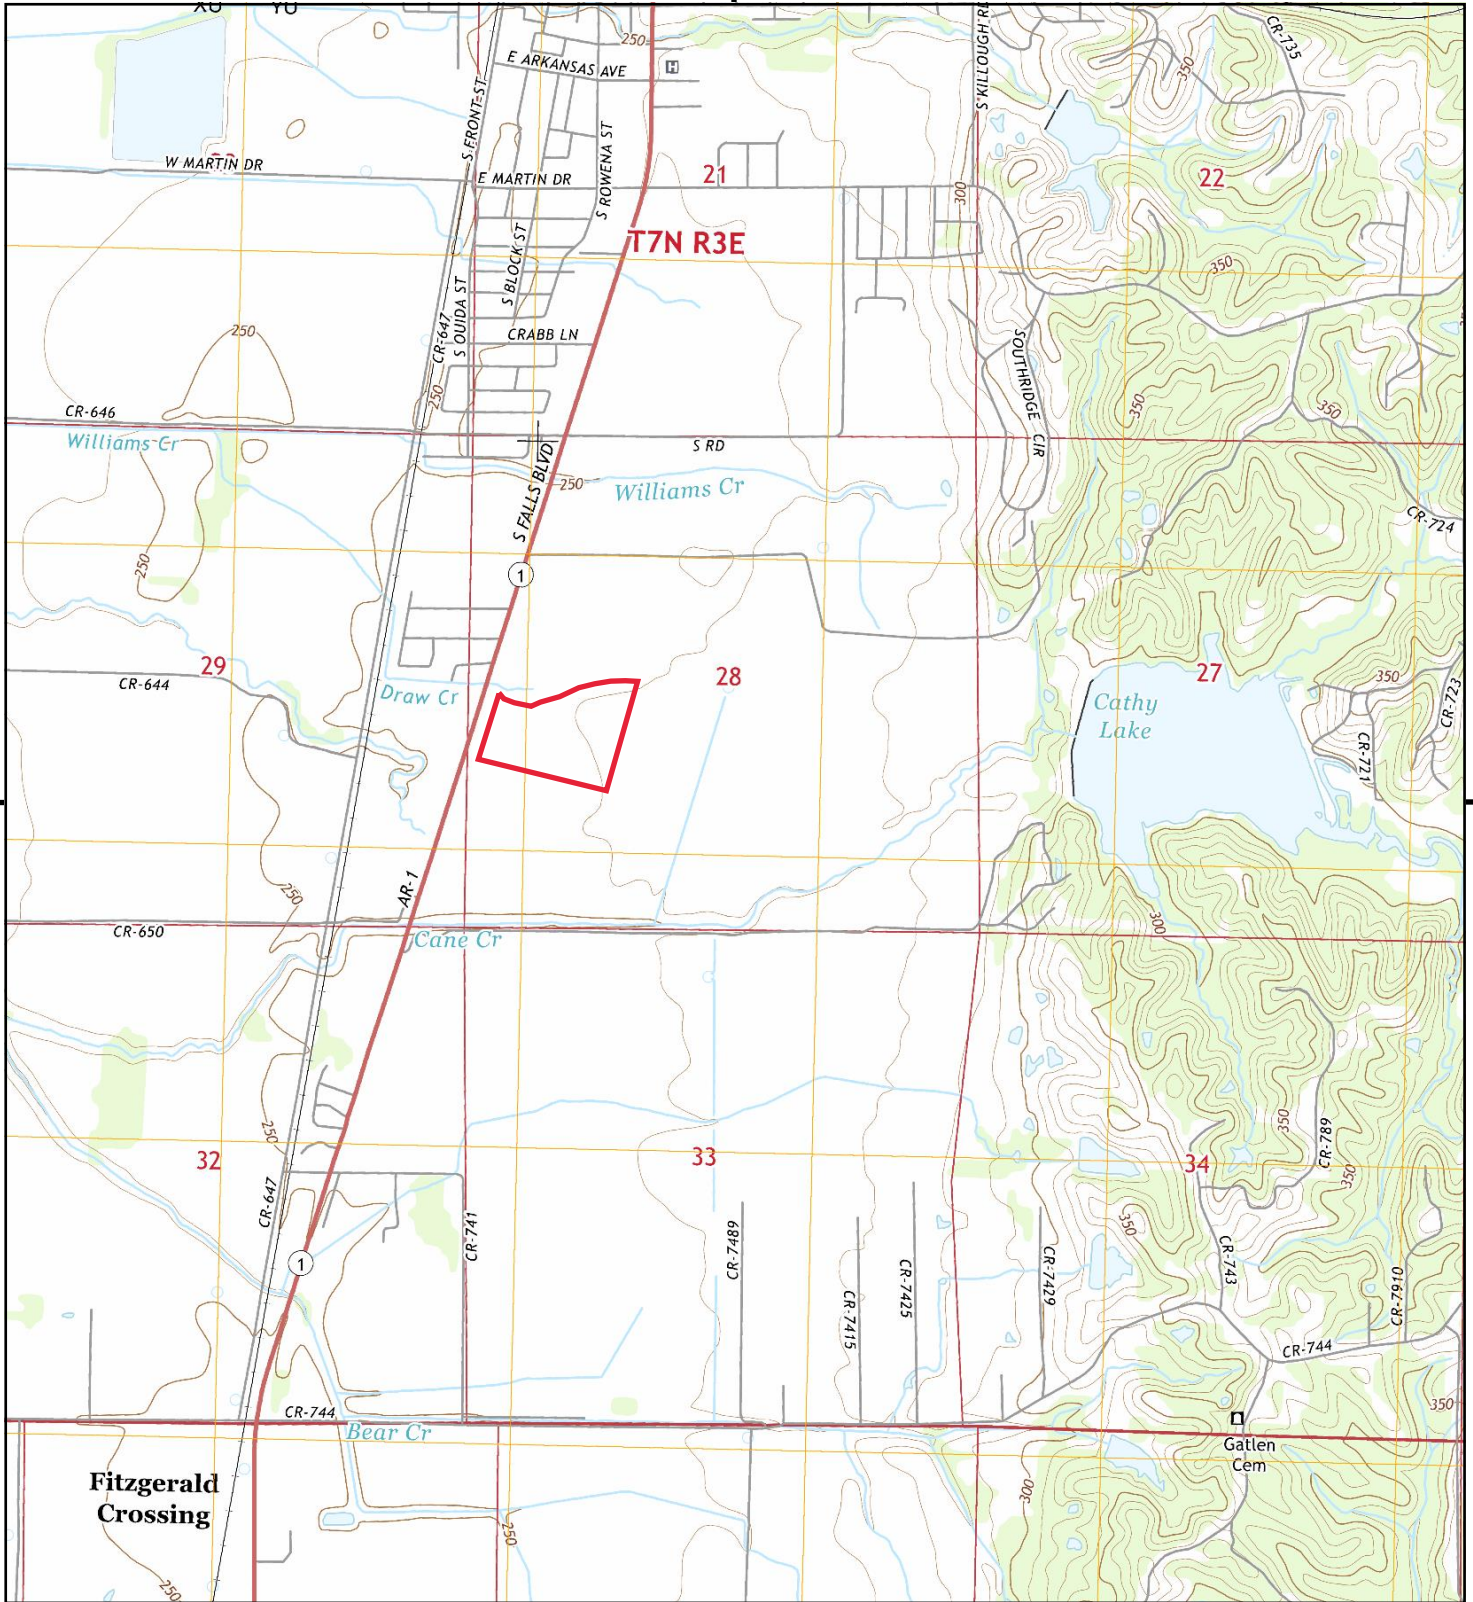 XU YU
250
CR-735
E ARKANSAS AVE
H
350
S KILLOUGH RD
S FRONT ST
S ROWENA ST
W MARTIN DR
E MARTIN DR
21
22
300
T7N R3E
S BLOCK ST
350
S OUIDA ST
CR-647
250
CRABB LN
SOUTHRIDGE CIR
250
350
350
CR-646
Williams Cr
S RD
S FALLS BLVD
250
Williams Cr
CR-724
250
1
29
28
27
CR-644
Draw Cr
350
CR-723
Cathy
Lake
CR-721
AR-1
250
300
CR-650
Cane Cr
250
350
CR-789
32
33
34
350
CR-647
CR-741
CR-7489
350
CR-743
1
CR-7415
CR-7425
CR-7429
CR-7910
CR-744
CR-744
350
Bear Cr
Gatlen
Cem
Fitzgerald
Crossing
300
250
250